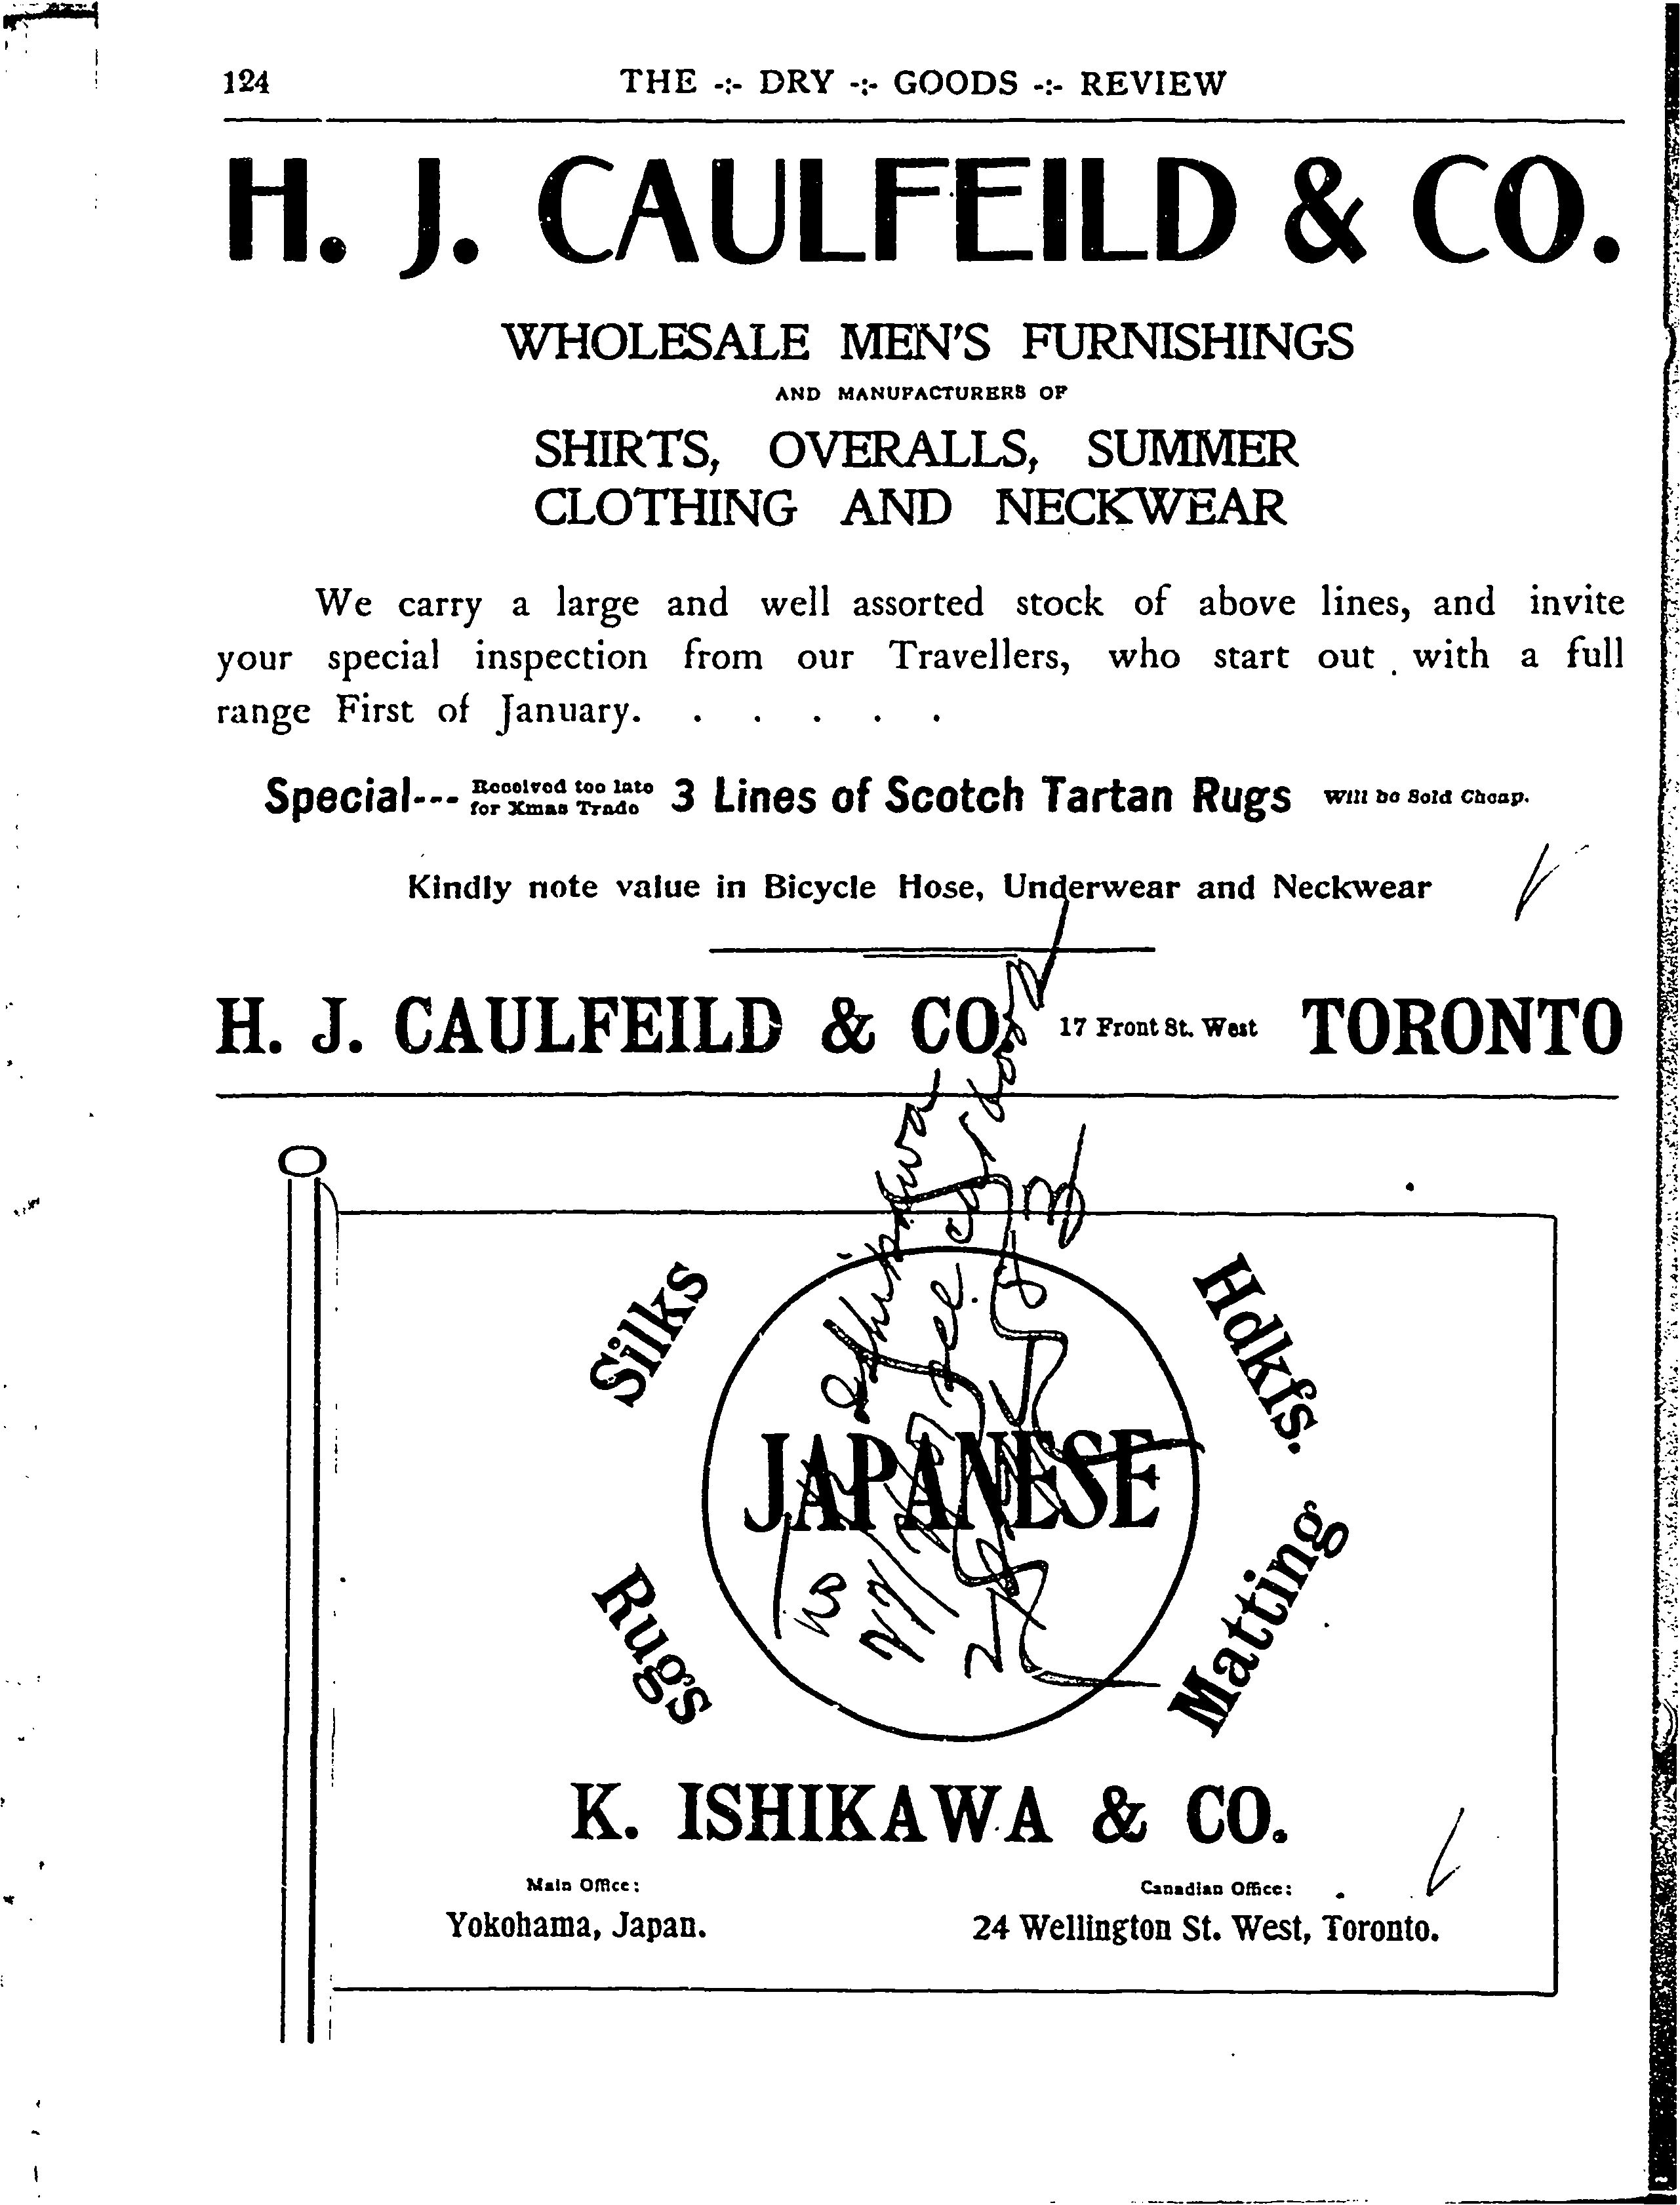 124
THE -:- DRY -:- GOODS -:- REVIEW
H. J. CAULFEILD & CO.
WHOLESALE MEN'S FURNISHINGS
AND MANUFACTURERS OF
SHIRTS, OVERALLS, SUMMER
CLOTHING AND NECKWEAR
We carry a large and well assorted stock of above lines, and invite
your special inspection from our Travellers, who start out with a full
range First of January. . . . . .
Special--- Received too late for Xmas Trade 3 Lines of Scotch Tartan Rugs Will be Sold Cheap.
Kindly note value in Bicycle Hose, Underwear and Neckwear
H. J. CAULFEILD & CO. 17 Front St. West TORONTO
Silks
Hdkfs.
JAPANESE
Rugs
Matting
K. ISHIKAWA & CO.
Main Office:
Yokohama, Japan.
Canadian Office:
24 Wellington St. West, Toronto.